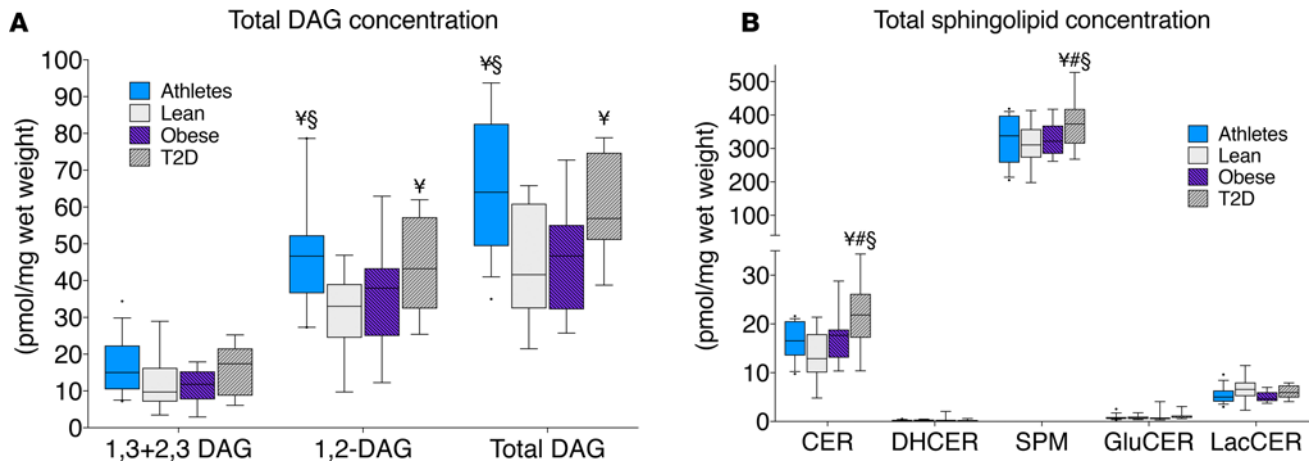 A
Total DAG concentration
(pmol/mg wet weight)
100
90
80
70
60
50
40
30
20
10
0
Athletes
Lean
Obese
T2D
¥§
¥
¥§
¥
1,3+2,3 DAG
1,2-DAG
Total DAG
B
Total sphingolipid concentration
(pmol/mg wet weight)
500
400
300
200
100
30
20
10
0
¥#§
¥#§
Athletes
Lean
Obese
T2D
CER
DHCER
SPM
GluCER
LacCER